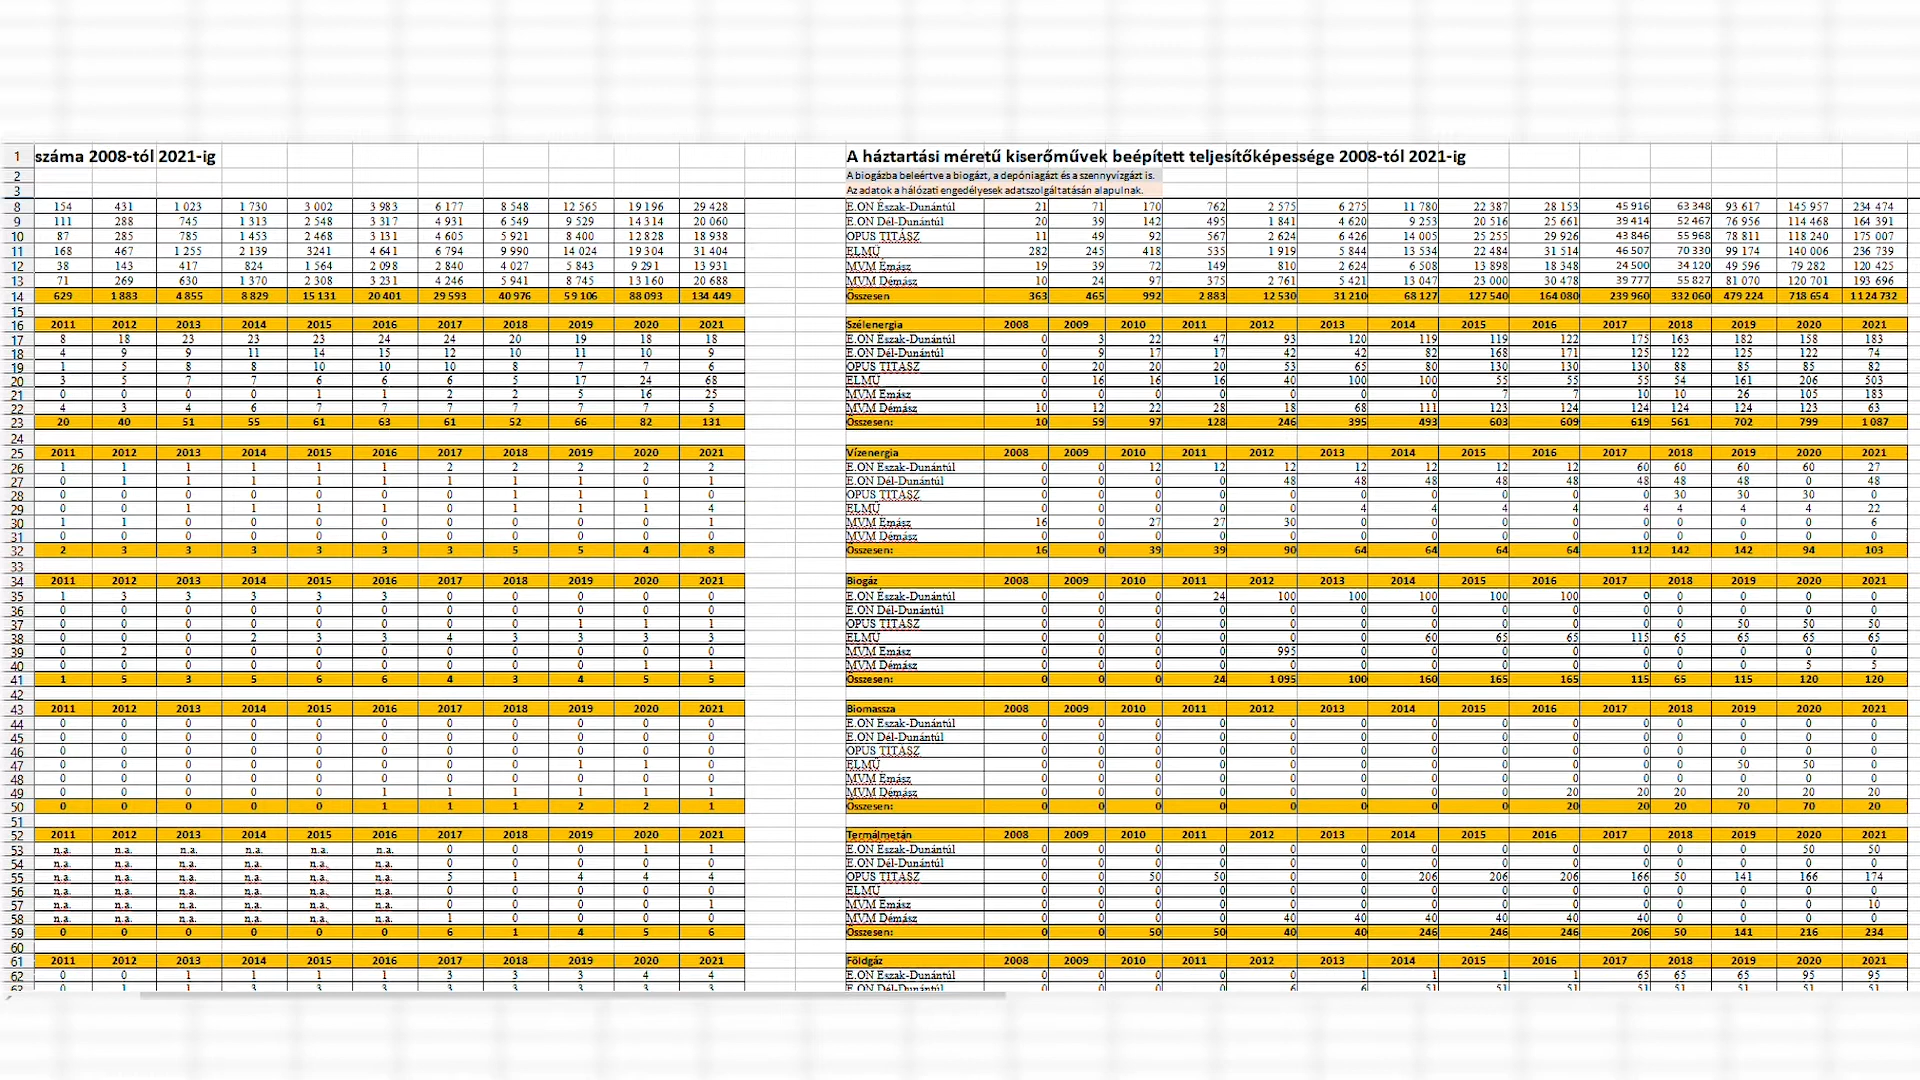 1 száma 2008-tól 2021-ig A háztartási méretű kiserőművek beépített teljesítőképessége 2008-tól 2021-ig
2 A biogázba beleértve a biogázt, a depóniagázt és a szennyvízgázt is.
3 Az adatok a hálózati engedélyesek adatszolgáltatásán alapulnak.
8 154 431 1 023 1 730 3 002 3 983 6 177 8 548 12 565 19 196 29 428 E.ON Észak-Dunántúl 21 71 170 762 2 575 6 275 11 780 22 387 28 153 45 916 63 348 93 617 145 957 234 474
9 111 288 745 1 313 2 548 3 317 4 931 6 549 9 529 14 314 20 060 E.ON Dél-Dunántúl 20 39 142 495 1 841 4 620 9 253 20 516 25 661 39 414 52 467 76 956 114 468 164 391
10 87 285 785 1 453 2 468 3 131 4 605 5 921 8 400 12 828 18 938 OPUS TITÁSZ 11 49 92 567 2 624 6 426 14 005 25 255 29 926 43 846 55 968 78 811 118 240 175 007
11 168 467 1 255 2 139 3241 4 641 6 794 9 990 14 024 19 304 31 404 ELMŰ 282 245 418 535 1 919 5 844 13 534 22 484 31 514 46 507 70 330 99 174 140 006 236 739
12 38 143 417 824 1 564 2 098 2 840 4 027 5 843 9 291 13 931 MVM Émász 19 39 72 149 810 2 624 6 508 13 898 18 348 24 500 34 120 49 596 79 282 120 425
13 71 269 630 1 370 2 308 3 231 4 246 5 941 8 745 13 160 20 688 MVM Démász 10 24 97 375 2 761 5 421 13 047 23 000 30 478 39 777 55 827 81 070 120 701 193 696
14 629 1 883 4 855 8 829 15 131 20 401 29 593 40 976 59 106 88 093 134 449 Összesen 363 465 992 2 883 12 530 31 210 68 127 127 540 164 080 239 960 332 060 479 224 718 654 1 124 732
15
16 2011 2012 2013 2014 2015 2016 2017 2018 2019 2020 2021 Szélenergia 2008 2009 2010 2011 2012 2013 2014 2015 2016 2017 2018 2019 2020 2021
17 8 18 23 23 23 24 24 20 19 18 18 E.ON Észak-Dunántúl 0 3 22 47 93 120 119 119 122 175 163 182 158 183
18 4 9 9 11 14 15 12 10 11 10 9 E.ON Dél-Dunántúl 0 9 17 17 42 42 82 168 171 125 122 125 122 74
19 1 5 8 8 10 10 10 8 7 7 6 OPUS TITÁSZ 0 20 20 20 53 65 80 130 130 130 88 85 85 82
20 3 5 7 7 6 6 6 5 17 24 68 ELMŰ 0 16 16 16 40 100 100 55 55 55 54 161 206 503
21 0 0 0 0 1 1 2 2 5 16 25 MVM Émász 0 0 0 0 0 0 0 7 7 10 10 26 105 183
22 4 3 4 6 7 7 7 7 7 7 5 MVM Démász 10 12 22 28 18 68 111 123 124 124 124 124 123 63
23 20 40 51 55 61 63 61 52 66 82 131 Összesen: 10 59 97 128 246 395 493 603 609 619 561 702 799 1 087
24
25 2011 2012 2013 2014 2015 2016 2017 2018 2019 2020 2021 Vízenergia 2008 2009 2010 2011 2012 2013 2014 2015 2016 2017 2018 2019 2020 2021
26 1 1 1 1 1 1 2 2 2 2 2 E.ON Észak-Dunántúl 0 0 12 12 12 12 12 12 12 60 60 60 60 27
27 0 1 1 1 1 1 1 1 1 0 1 E.ON Dél-Dunántúl 0 0 0 0 48 48 48 48 48 48 48 48 0 48
28 0 0 0 0 0 0 0 1 1 1 0 OPUS TITÁSZ 0 0 0 0 0 0 0 0 0 0 30 30 30 0
29 0 0 1 1 1 1 0 1 1 1 4 ELMŰ 0 0 0 0 0 4 4 4 4 4 4 4 4 22
30 1 1 0 0 0 0 0 0 0 0 1 MVM Émász 16 0 27 27 30 0 0 0 0 0 0 0 0 6
31 0 0 0 0 0 0 0 0 0 0 0 MVM Démász 0 0 0 0 0 0 0 0 0 0 0 0 0 0
32 2 3 3 3 3 3 3 5 5 4 8 Összesen: 16 0 39 39 90 64 64 64 64 112 142 142 94 103
33
34 2011 2012 2013 2014 2015 2016 2017 2018 2019 2020 2021 Biogáz 2008 2009 2010 2011 2012 2013 2014 2015 2016 2017 2018 2019 2020 2021
35 1 3 3 3 3 3 0 0 0 0 0 E.ON Észak-Dunántúl 0 0 0 24 100 100 100 100 100 0 0 0 0 0
36 0 0 0 0 0 0 0 0 0 0 0 E.ON Dél-Dunántúl 0 0 0 0 0 0 0 0 0 0 0 0 0 0
37 0 0 0 0 0 0 0 0 1 1 1 OPUS TITÁSZ 0 0 0 0 0 0 0 0 0 0 0 50 50 50
38 0 0 0 2 3 3 4 3 3 3 3 ELMŰ 0 0 0 0 0 0 60 65 65 115 65 65 65 65
39 0 2 0 0 0 0 0 0 0 0 0 MVM Émász 0 0 0 0 995 0 0 0 0 0 0 0 0 0
40 0 0 0 0 0 0 0 0 0 1 1 MVM Démász 0 0 0 0 0 0 0 0 0 0 0 0 5 5
41 1 5 3 5 6 6 4 3 4 5 5 Összesen: 0 0 0 24 1 095 100 160 165 165 115 65 115 120 120
42
43 2011 2012 2013 2014 2015 2016 2017 2018 2019 2020 2021 Biomassza 2008 2009 2010 2011 2012 2013 2014 2015 2016 2017 2018 2019 2020 2021
44 0 0 0 0 0 0 0 0 0 0 0 E.ON Észak-Dunántúl 0 0 0 0 0 0 0 0 0 0 0 0 0 0
45 0 0 0 0 0 0 0 0 0 0 0 E.ON Dél-Dunántúl 0 0 0 0 0 0 0 0 0 0 0 0 0 0
46 0 0 0 0 0 0 0 0 0 0 0 OPUS TITÁSZ 0 0 0 0 0 0 0 0 0 0 0 0 0 0
47 0 0 0 0 0 0 0 0 1 1 0 ELMŰ 0 0 0 0 0 0 0 0 0 0 0 50 50 0
48 0 0 0 0 0 0 0 0 0 0 0 MVM Émász 0 0 0 0 0 0 0 0 0 0 0 0 0 0
49 0 0 0 0 0 1 1 1 1 1 1 MVM Démász 0 0 0 0 0 0 0 0 20 20 20 20 20 20
50 0 0 0 0 0 1 1 1 2 2 1 Összesen: 0 0 0 0 0 0 0 0 20 20 20 70 70 20
51
52 2011 2012 2013 2014 2015 2016 2017 2018 2019 2020 2021 Termálmetán 2008 2009 2010 2011 2012 2013 2014 2015 2016 2017 2018 2019 2020 2021
53 n.a. n.a. n.a. n.a. n.a. n.a. 0 0 0 1 1 E.ON Észak-Dunántúl 0 0 0 0 0 0 0 0 0 0 0 0 50 50
54 n.a. n.a. n.a. n.a. n.a. n.a. 0 0 0 0 0 E.ON Dél-Dunántúl 0 0 0 0 0 0 0 0 0 0 0 0 0 0
55 n.a. n.a. n.a. n.a. n.a. n.a. 5 1 4 4 4 OPUS TITÁSZ 0 0 50 50 0 0 206 206 206 166 50 141 166 174
56 n.a. n.a. n.a. n.a. n.a. n.a. 0 0 0 0 0 ELMŰ 0 0 0 0 0 0 0 0 0 0 0 0 0 0
57 n.a. n.a. n.a. n.a. n.a. n.a. 0 0 0 0 1 MVM Émász 0 0 0 0 0 0 0 0 0 0 0 0 0 10
58 n.a. n.a. n.a. n.a. n.a. n.a. 1 0 0 0 0 MVM Démász 0 0 0 0 40 40 40 40 40 40 0 0 0 0
59 0 0 0 0 0 0 6 1 4 5 6 Összesen: 0 0 50 50 40 40 246 246 246 206 50 141 216 234
60
61 2011 2012 2013 2014 2015 2016 2017 2018 2019 2020 2021 Földgáz 2008 2009 2010 2011 2012 2013 2014 2015 2016 2017 2018 2019 2020 2021
62 0 0 1 1 1 1 3 3 3 4 4 E.ON Észak-Dunántúl 0 0 0 0 0 1 1 1 1 65 65 65 95 95
63 0 1 1 3 3 3 3 3 3 3 3 E.ON Dél-Dunántúl 0 0 0 0 6 6 51 51 51 51 51 51 51 51